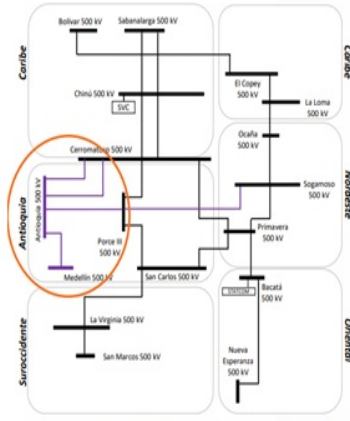 Bolívar 500 kV
Sabanalarga 500 kV
Caribe
Caribe
El Copey
500 kV
Chinú 500 kV
SVC
La Loma
500 kV
Ocaña
500 kV
Cerromatoso 500 kV
Nordeste
Sogamoso
500 kV
Antioquia
Antioquia 500 kV
Porce III
500 kV
Primavera
500 kV
Medellín 500 kV
San Carlos 500 kV
Bacatá
500 kV
Oriental
Suroccidente
La Virginia 500 kV
San Marcos 500 kV
Nueva
Esperanza
500 kV